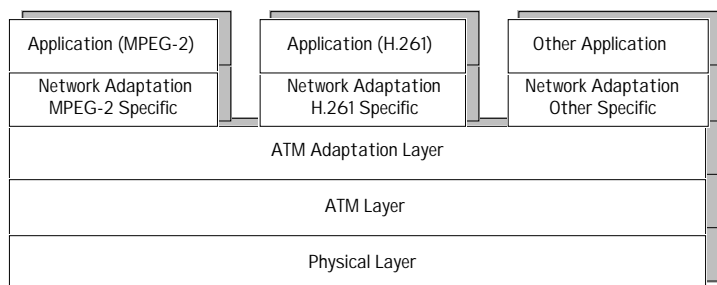 Application (MPEG-2)
Application (H.261)
Other Application
Network Adaptation
MPEG-2 Specific
Network Adaptation
H.261 Specific
Network Adaptation
Other Specific
ATM Adaptation Layer
ATM Layer
Physical Layer